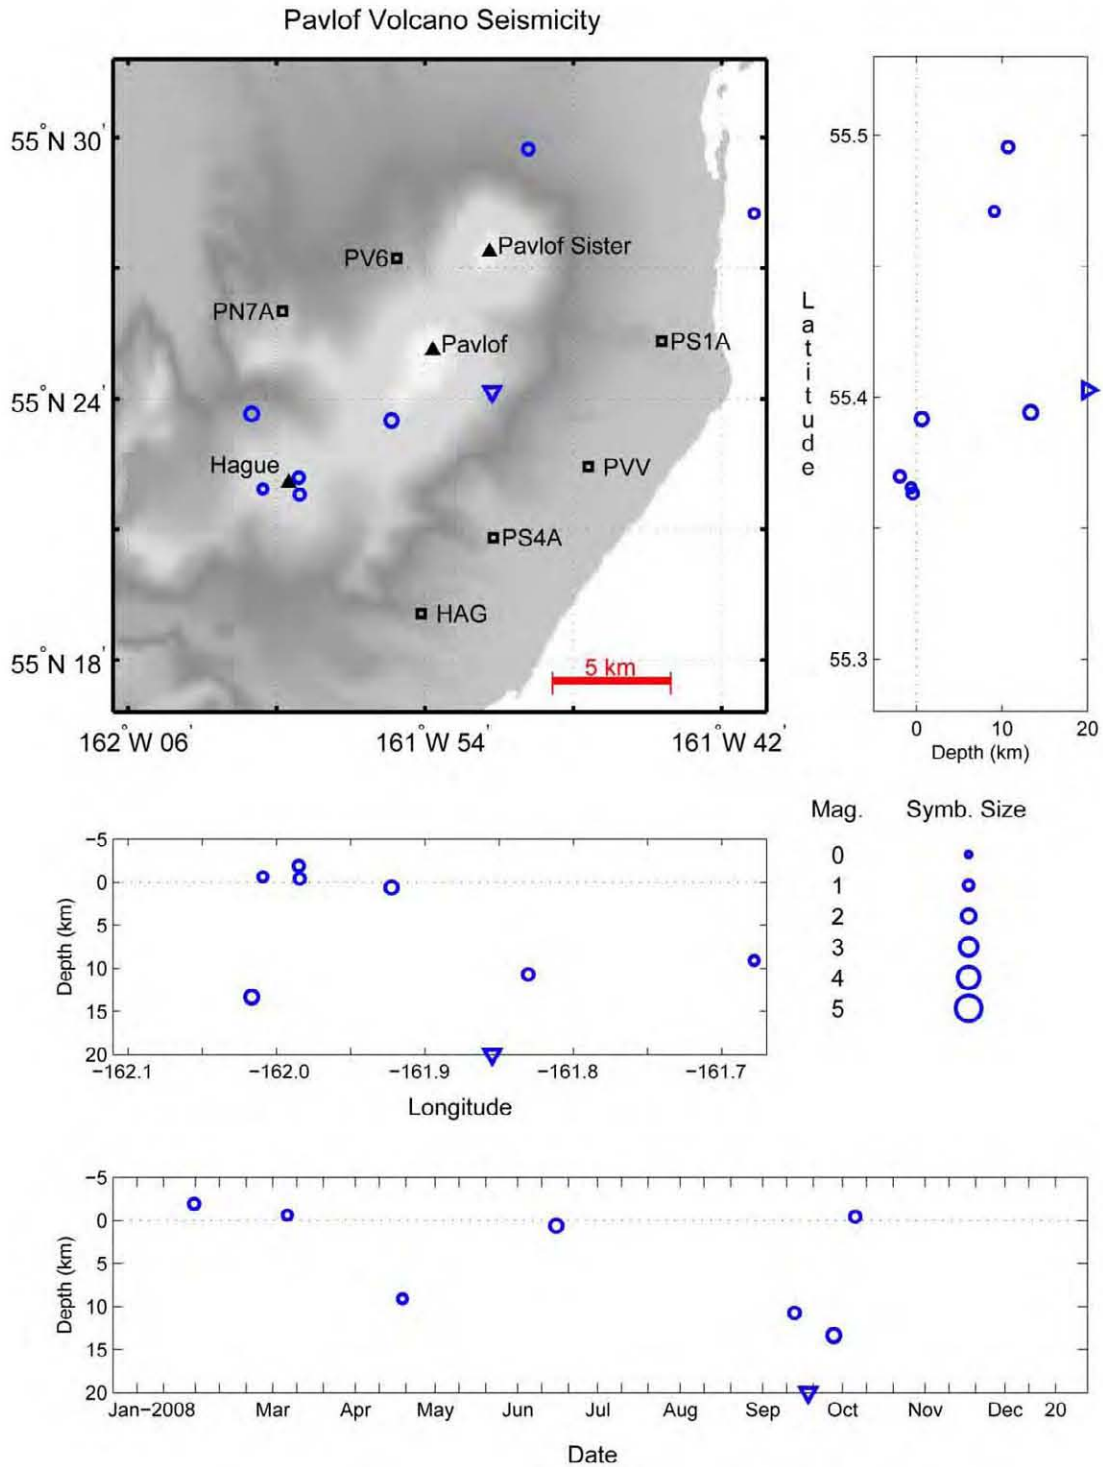 Pavlof Volcano Seismicity
55°N 30'
55°N 24'
55°N 18'
162°W 06'
161°W 54'
161°W 42'
PV6
Pavlof Sister
PN7A
Pavlof
PS1A
Hague
PVV
PS4A
HAG
5 km
55.5
55.4
55.3
Latitude
0 10 20
Depth (km)
−5
0
5
10
15
20
Depth (km)
−162.1 −162.0 −161.9 −161.8 −161.7
Longitude
Mag. Symb. Size
0
1
2
3
4
5
−5
0
5
10
15
20
Depth (km)
Jan−2008 Mar Apr May Jun Jul Aug Sep Oct Nov Dec 20
Date